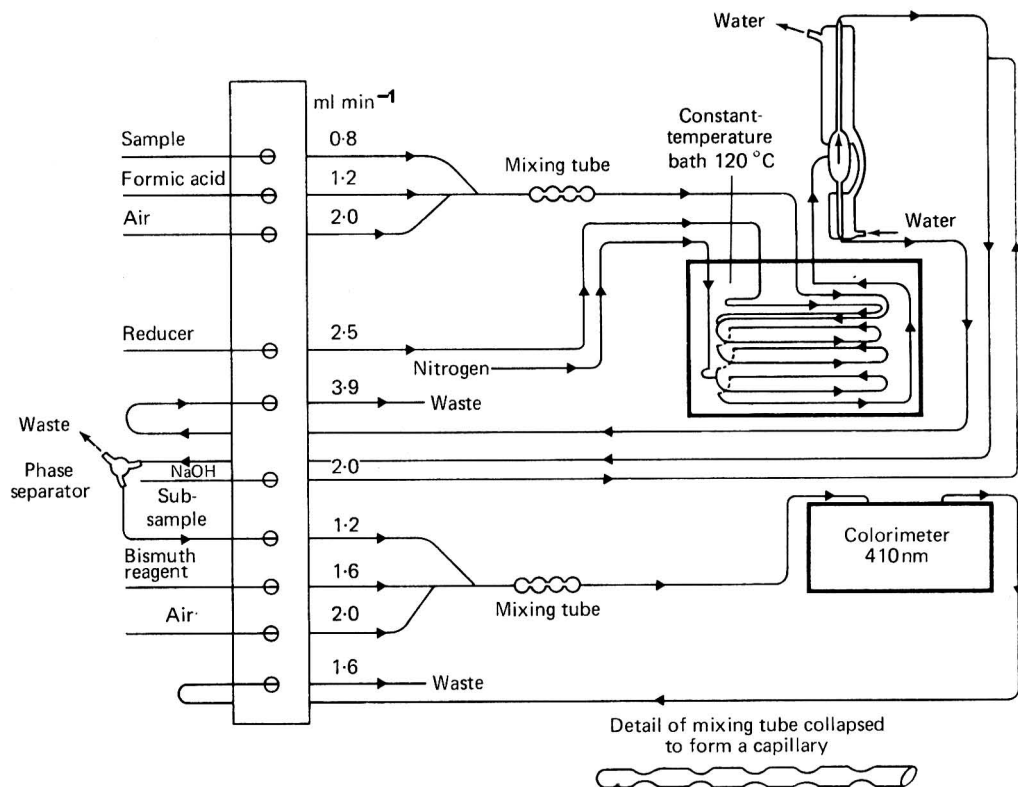 Water
ml min⁻¹
Constant-
temperature
bath 120 °C
Sample
0·8
Mixing tube
Formic acid
1·2
Air
2·0
Water
Reducer
2·5
Nitrogen
3·9
Waste
Waste
Phase
separator
NaOH
2·0
Sub-
sample
1·2
Colorimeter
410 nm
Bismuth
reagent
1·6
Mixing tube
Air·
2·0
1·6
Waste
Detail of mixing tube collapsed
to form a capillary